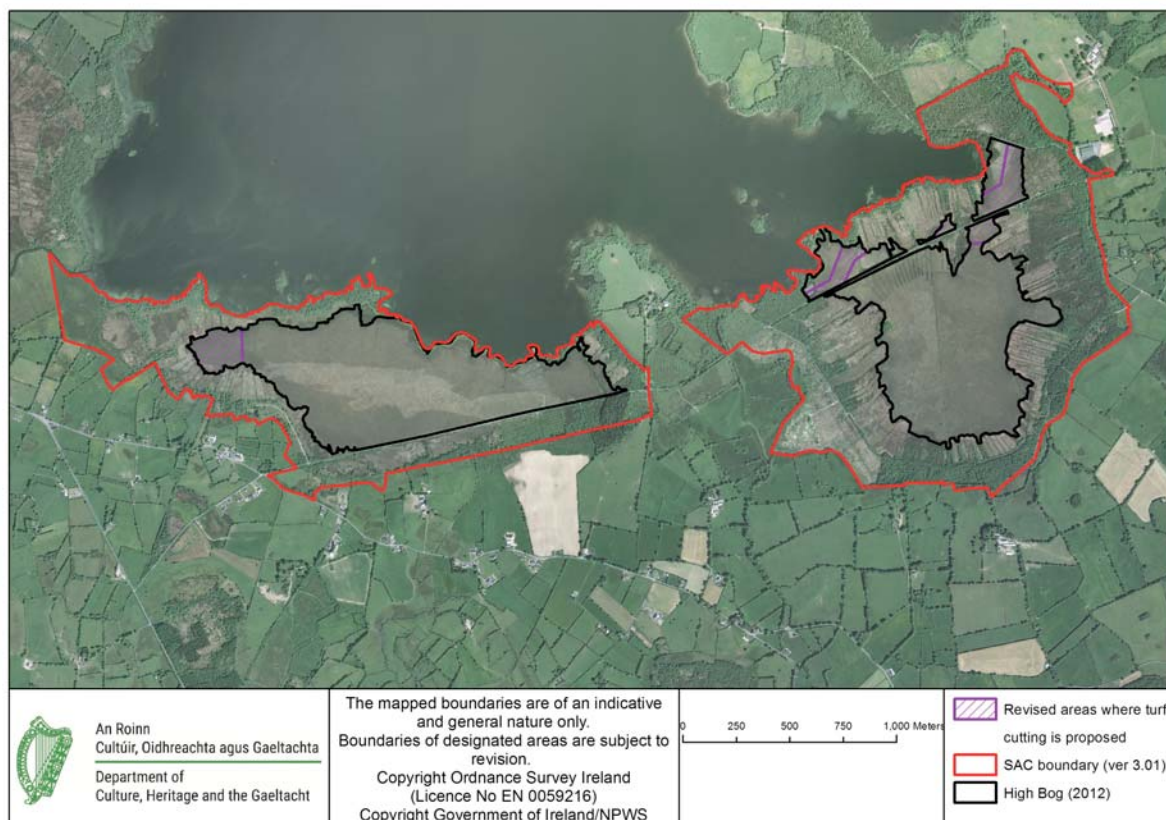 An Roinn
Cultúir, Oidhreachta agus Gaeltachta
Department of
Culture, Heritage and the Gaeltacht
The mapped boundaries are of an indicative
and general nature only.
Boundaries of designated areas are subject to
revision.
Copyright Ordnance Survey Ireland
(Licence No EN 0059216)
Copyright Government of Ireland/NPWS
0 250 500 750 1,000 Meters
Revised areas where turf
cutting is proposed
SAC boundary (ver 3.01)
High Bog (2012)